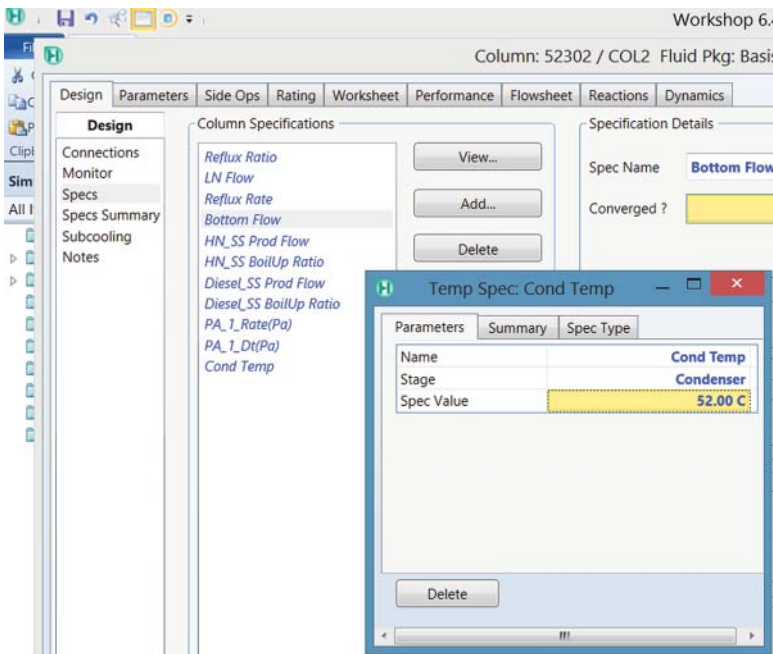 Workshop 6.4
Column: 52302 / COL2 Fluid Pkg: Basis
Design Parameters Side Ops Rating Worksheet Performance Flowsheet Reactions Dynamics
Design
Connections
Monitor
Specs
Specs Summary
Subcooling
Notes
Column Specifications
Reflux Ratio
LN Flow
Reflux Rate
Bottom Flow
HN_SS Prod Flow
HN_SS BoilUp Ratio
Diesel_SS Prod Flow
Diesel_SS BoilUp Ratio
PA_1_Rate(Pa)
PA_1_Dt(Pa)
Cond Temp
View...
Add...
Delete
Specification Details
Spec Name Bottom Flow
Converged ?
Temp Spec: Cond Temp
Parameters Summary Spec Type
Name Cond Temp
Stage Condenser
Spec Value 52.00 C
Delete
Clipl
Sim
All I